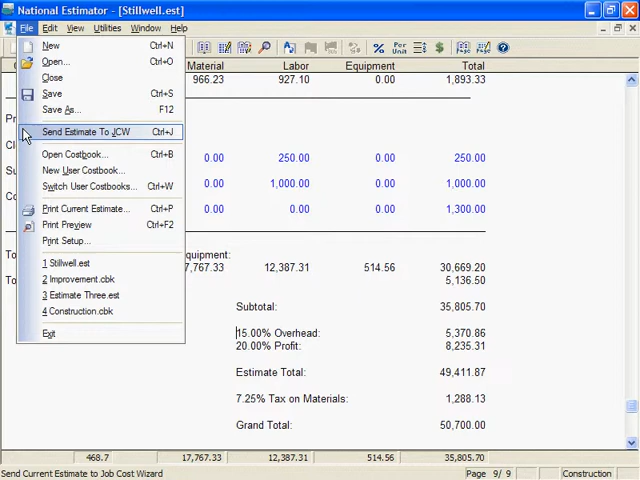 National Estimator - [Stillwell.est]
File Edit View Utilities Window Help
New Ctrl+N
Open... Ctrl+O
Close
Save Ctrl+S
Save As... F12
Send Estimate To JCW Ctrl+J
Open Costbook... Ctrl+B
New User Costbook...
Switch User Costbooks... Ctrl+W
Print Current Estimate... Ctrl+P
Print Preview Ctrl+F2
Print Setup...
1 Stillwell.est
2 Improvement.cbk
3 Estimate Three.est
4 Construction.cbk
Exit
Material Labor Equipment Total
966.23 927.10 0.00 1,893.33
0.00 250.00 250.00
0.00 1,000.00 1,000.00
0.00 0.00 1,300.00
quipment:
17,767.33 12,387.31 514.56 30,669.20
5,136.50
Subtotal: 35,805.70
15.00% Overhead: 5,370.86
20.00% Profit: 8,235.31
Estimate Total: 49,411.87
7.25% Tax on Materials: 1,288.13
Grand Total: 50,700.00
468.7 17,767.33 12,387.31 514.56 35,805.70
Send Current Estimate to Job Cost Wizard Page 9/ 9 Construction